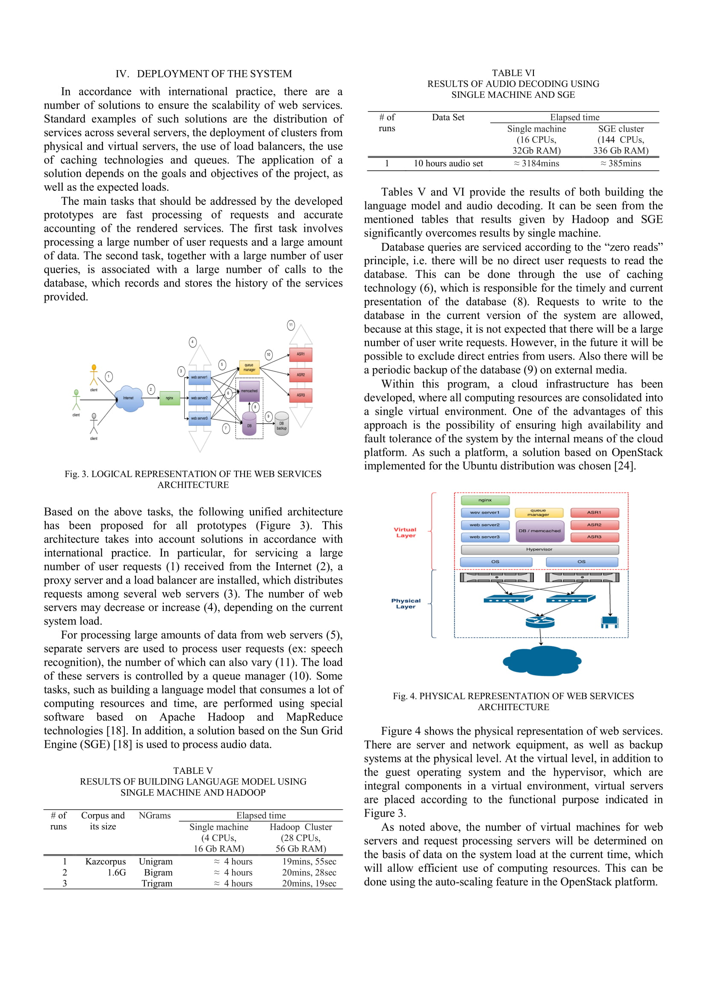 IV. DEPLOYMENT OF THE SYSTEM
In accordance with international practice, there are a
number of solutions to ensure the scalability of web services.
Standard examples of such solutions are the distribution of
services across several servers, the deployment of clusters from
physical and virtual servers, the use of load balancers, the use
of caching technologies and queues. The application of a
solution depends on the goals and objectives of the project, as
well as the expected loads.
The main tasks that should be addressed by the developed
prototypes are fast processing of requests and accurate
accounting of the rendered services. The first task involves
processing a large number of user requests and a large amount
of data. The second task, together with a large number of user
queries, is associated with a large number of calls to the
database, which records and stores the history of the services
provided.
11
4
10
ASR1
5
queue
manager
3
1
web server1
ASR2
client
2
memcached
6
Internet
nginx
web server2
ASR3
8
client
9
web server3
DB
DB
backup
7
client
Fig. 3. LOGICAL REPRESENTATION OF THE WEB SERVICES
ARCHITECTURE
Based on the above tasks, the following unified architecture
has been proposed for all prototypes (Figure 3). This
architecture takes into account solutions in accordance with
international practice. In particular, for servicing a large
number of user requests (1) received from the Internet (2), a
proxy server and a load balancer are installed, which distributes
requests among several web servers (3). The number of web
servers may decrease or increase (4), depending on the current
system load.
For processing large amounts of data from web servers (5),
separate servers are used to process user requests (ex: speech
recognition), the number of which can also vary (11). The load
of these servers is controlled by a queue manager (10). Some
tasks, such as building a language model that consumes a lot of
computing resources and time, are performed using special
software based on Apache Hadoop and MapReduce
technologies [18]. In addition, a solution based on the Sun Grid
Engine (SGE) [18] is used to process audio data.
TABLE V
RESULTS OF BUILDING LANGUAGE MODEL USING
SINGLE MACHINE AND HADOOP
# of Corpus and NGrams Elapsed time
runs its size Single machine Hadoop Cluster
(4 CPUs, (28 CPUs,
16 Gb RAM) 56 Gb RAM)
1 Kazcorpus Unigram ≈ 4 hours 19mins, 55sec
2 1.6G Bigram ≈ 4 hours 20mins, 28sec
3 Trigram ≈ 4 hours 20mins, 19sec
TABLE VI
RESULTS OF AUDIO DECODING USING
SINGLE MACHINE AND SGE
# of Data Set Elapsed time
runs Single machine SGE cluster
(16 CPUs, (144 CPUs,
32Gb RAM) 336 Gb RAM)
1 10 hours audio set ≈ 3184mins ≈ 385mins
Tables V and VI provide the results of both building the
language model and audio decoding. It can be seen from the
mentioned tables that results given by Hadoop and SGE
significantly overcomes results by single machine.
Database queries are serviced according to the “zero reads”
principle, i.e. there will be no direct user requests to read the
database. This can be done through the use of caching
technology (6), which is responsible for the timely and current
presentation of the database (8). Requests to write to the
database in the current version of the system are allowed,
because at this stage, it is not expected that there will be a large
number of user write requests. However, in the future it will be
possible to exclude direct entries from users. Also there will be
a periodic backup of the database (9) on external media.
Within this program, a cloud infrastructure has been
developed, where all computing resources are consolidated into
a single virtual environment. One of the advantages of this
approach is the possibility of ensuring high availability and
fault tolerance of the system by the internal means of the cloud
platform. As such a platform, a solution based on OpenStack
implemented for the Ubuntu distribution was chosen [24].
nginx
wev server1
queue
manager
ASR1
Virtual
Layer
web server2
DB / memcached
ASR2
web server3
ASR3
Hypervisor
OS
OS
Physical
Layer
Fig. 4. PHYSICAL REPRESENTATION OF WEB SERVICES
ARCHITECTURE
Figure 4 shows the physical representation of web services.
There are server and network equipment, as well as backup
systems at the physical level. At the virtual level, in addition to
the guest operating system and the hypervisor, which are
integral components in a virtual environment, virtual servers
are placed according to the functional purpose indicated in
Figure 3.
As noted above, the number of virtual machines for web
servers and request processing servers will be determined on
the basis of data on the system load at the current time, which
will allow efficient use of computing resources. This can be
done using the auto-scaling feature in the OpenStack platform.